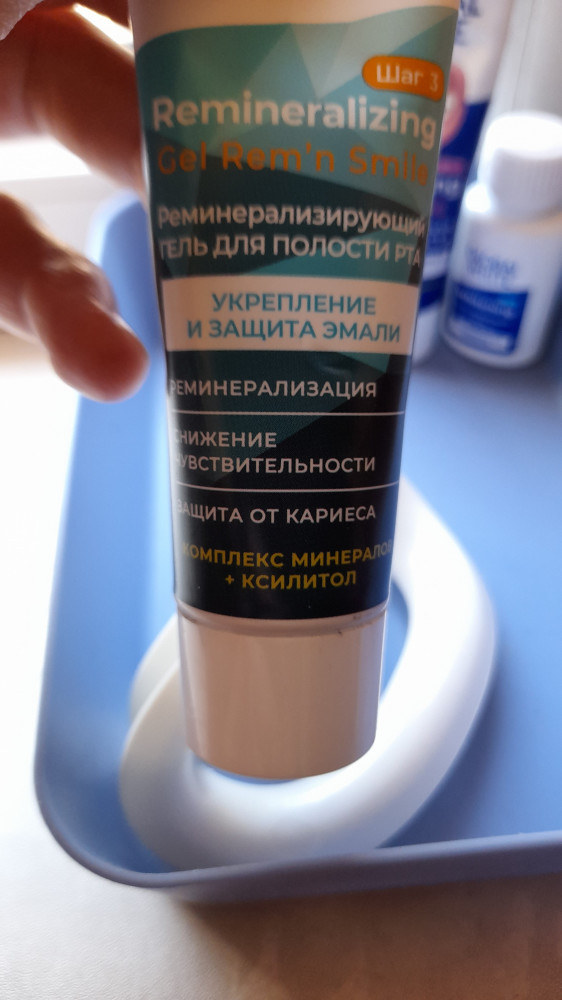 Шаг 3
Remineralizing
Gel Rem'n Smile
Реминерализирующий
ГЕЛЬ ДЛЯ ПОЛОСТИ РТА
УКРЕПЛЕНИЕ
И ЗАЩИТА ЭМАЛИ
РЕМИНЕРАЛИЗАЦИЯ
СНИЖЕНИЕ
ЧУВСТВИТЕЛЬНОСТИ
ЗАЩИТА ОТ КАРИЕСА
КОМПЛЕКС МИНЕРАЛОВ
+ КСИЛИТОЛ